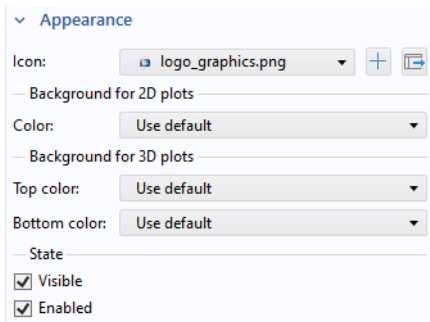 Appearance
Icon: logo_graphics.png
Background for 2D plots
Color: Use default
Background for 3D plots
Top color: Use default
Bottom color: Use default
State
Visible
Enabled